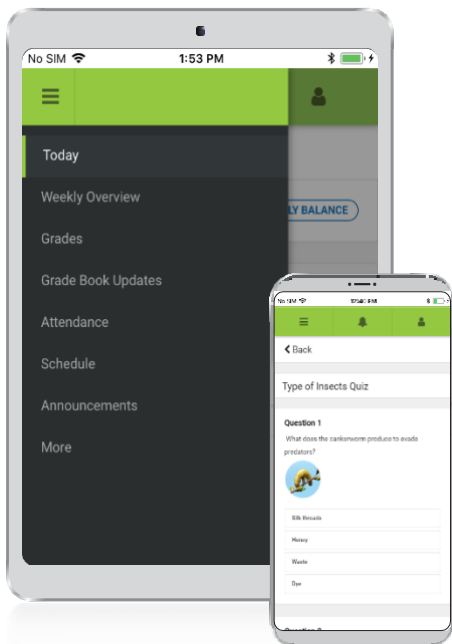 No SIM 1:53 PM
Today
Weekly Overview
LY BALANCE
Grades
Grade Book Updates
Attendance
Schedule
Announcements
More
No SIM PM
Back
Type of Insects Quiz
Question 1
What does the cankerworm produce to evade
predators?
Silk threads
Honey
Waste
Dye